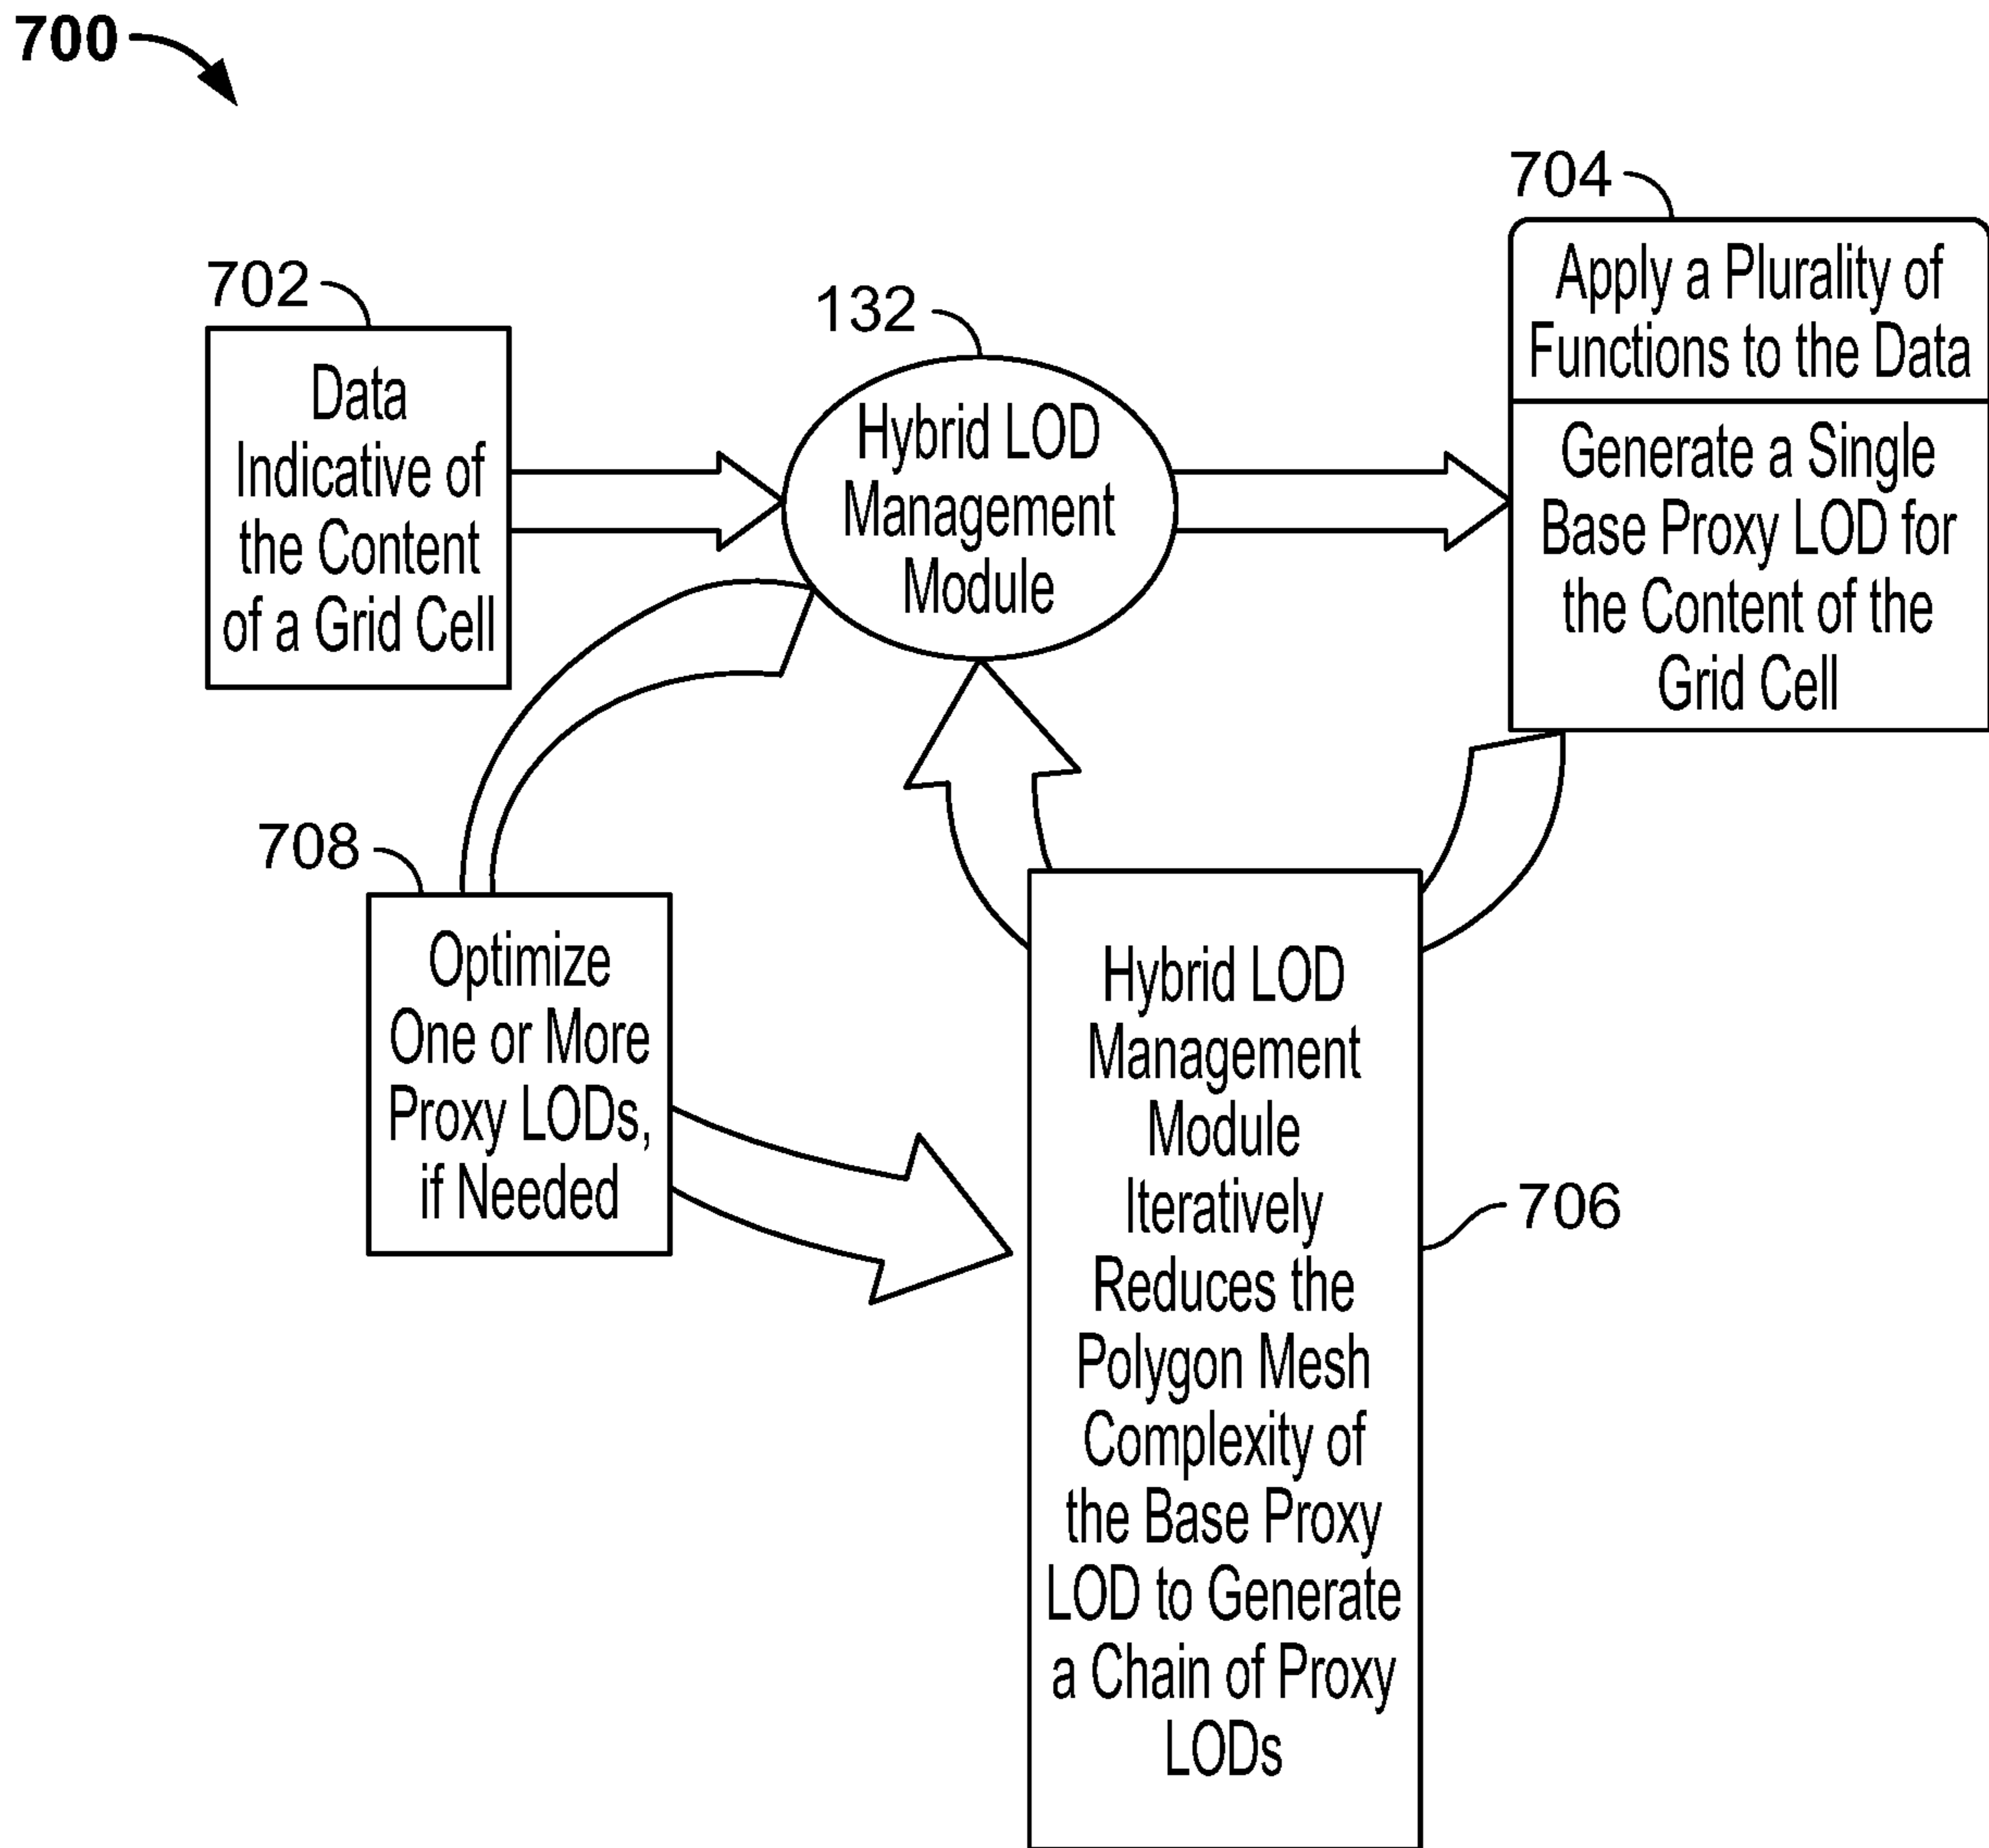 700
702
Data
Indicative of
the Content
of a Grid Cell
132
Hybrid LOD
Management
Module
704
Apply a Plurality of
Functions to the Data
Generate a Single
Base Proxy LOD for
the Content of the
Grid Cell
708
Optimize
One or More
Proxy LODs,
if Needed
Hybrid LOD
Management
Module
Iteratively
Reduces the
Polygon Mesh
Complexity of
the Base Proxy
LOD to Generate
a Chain of Proxy
LODs
706